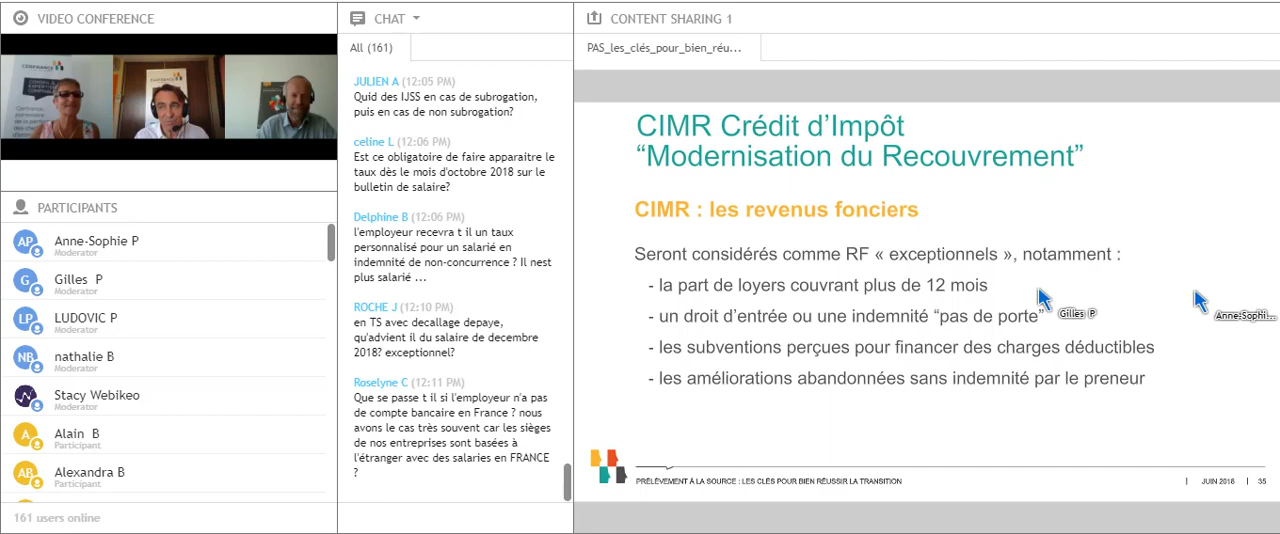 VIDEO CONFERENCE
CERFRANCE
CONSEIL & EXPERTISE
COMPTABLE
PARTICIPANTS
AP
Anne-Sophie P
Moderator
G
Gilles P
Moderator
LP
LUDOVIC P
Moderator
NB
nathalie B
Moderator
Stacy Webikeo
Moderator
A
Alain B
Participant
AB
Alexandra B
Participant
161 users online
CHAT
All (161)
JULIEN A (12:05 PM)
Quid des IJSS en cas de subrogation,
puis en cas de non subrogation?
celine L (12:06 PM)
Est ce obligatoire de faire apparaitre le
taux dès le mois d'octobre 2018 sur le
bulletin de salaire?
Delphine B (12:06 PM)
l'employeur recevra t il un taux
personnalisé pour un salarié en
indemnité de non-concurrence ? Il nest
plus salarié ...
ROCHE J (12:10 PM)
en TS avec decallage depaye,
qu'advient il du salaire de decembre
2018? exceptionnel?
Roselyne C (12:11 PM)
Que se passe t il si l'employeur n'a pas
de compte bancaire en France ? nous
avons le cas très souvent car les sièges
de nos entreprises sont basées à
l'étranger avec des salaries en FRANCE
?
CONTENT SHARING 1
PAS_les_clés_pour_bien_réu...
CIMR Crédit d'Impôt
“Modernisation du Recouvrement”
CIMR : les revenus fonciers
Seront considérés comme RF « exceptionnels », notamment :
- la part de loyers couvrant plus de 12 mois
- un droit d'entrée ou une indemnité “pas de porte”
Gilles P
Anne-Sophi...
- les subventions perçues pour financer des charges déductibles
- les améliorations abandonnées sans indemnité par le preneur
PRÉLÈVEMENT À LA SOURCE : LES CLÉS POUR BIEN RÉUSSIR LA TRANSITION
| JUIN 2018 | 35